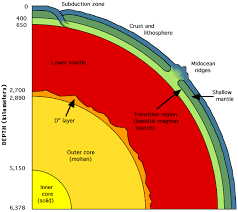 Subduction zone
0
400
650
Crust and
lithosphere
Midocean
ridges
Lower mantle
Shallow
mantle
Transition region
(basaltic magmas
source)
DEPTH (kilometers)
2,700
2,890
D" layer
Outer core
(molten)
Inner
core
(solid)
5,150
6,378